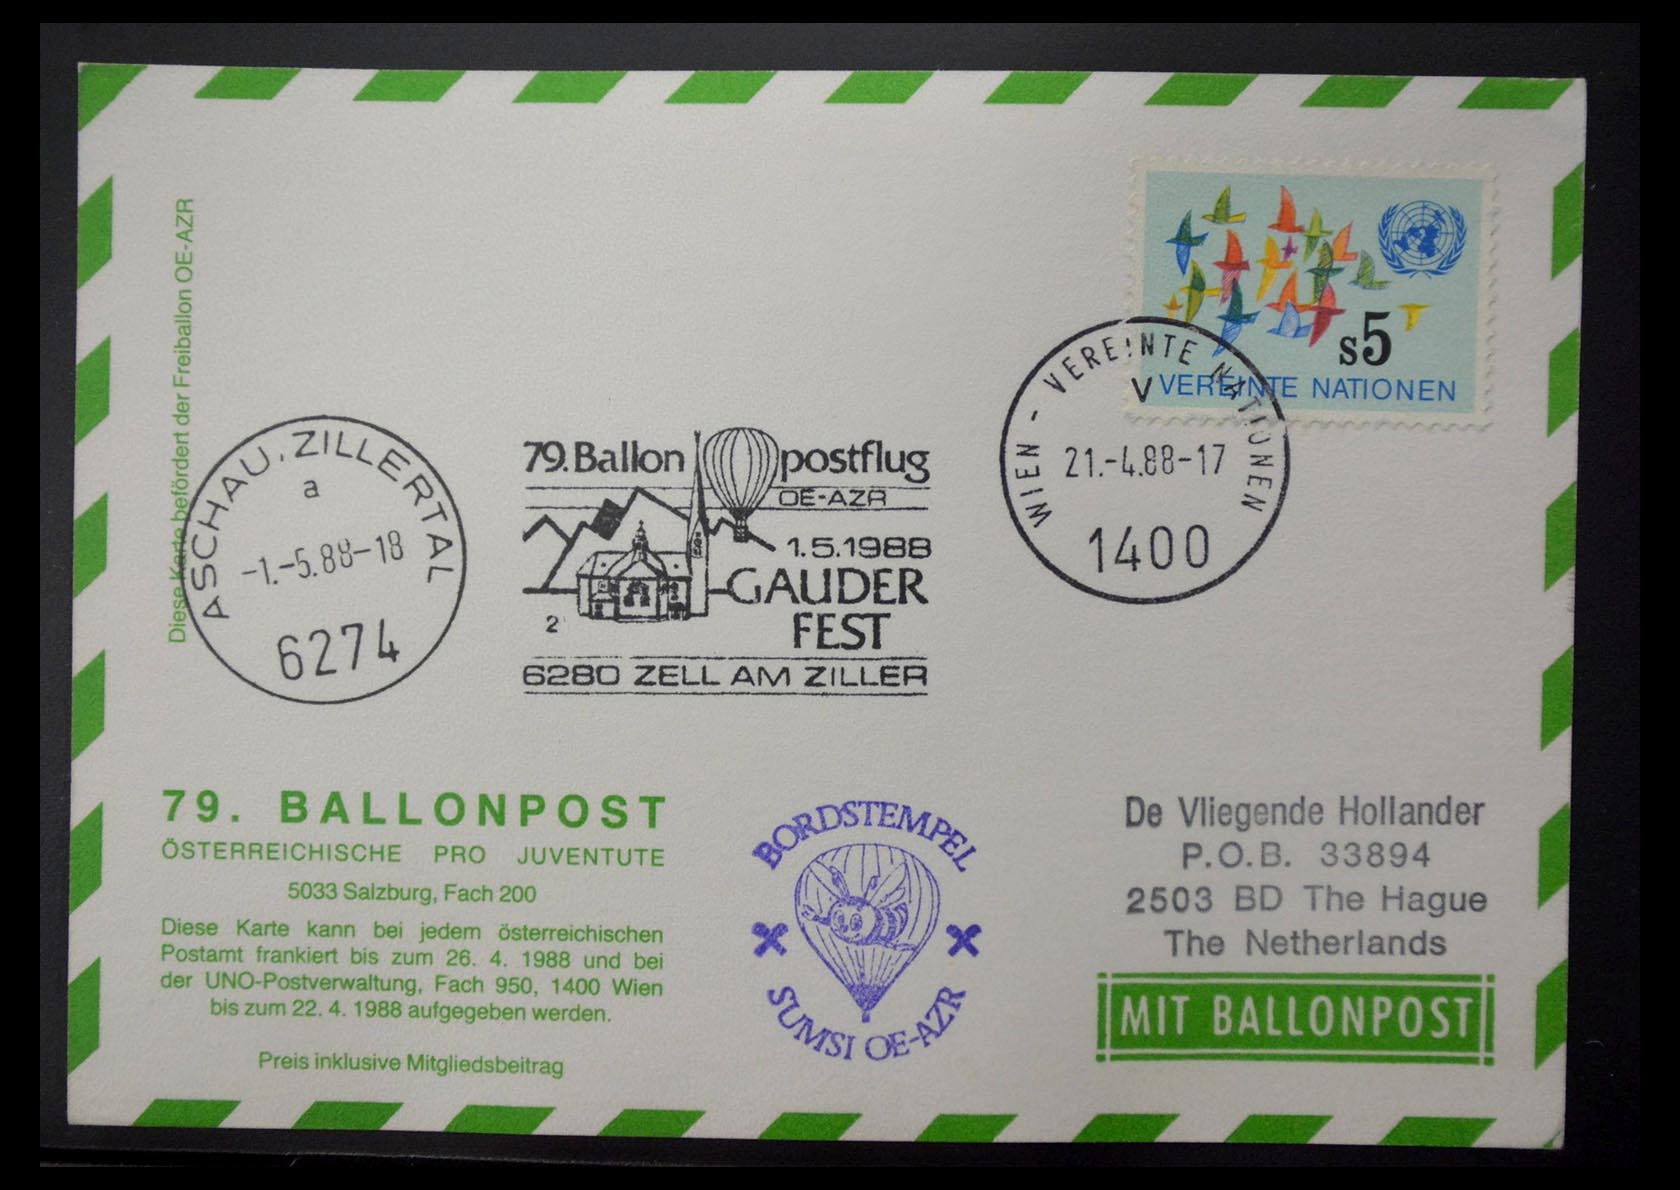 Diese Karte befördert der Freiballon OE-AZR
s5
VEREINTE NATIONEN
WIEN - VEREINTE NATIONEN
V
21.-4.88-17
1400
ASCHAU, ZILLERTAL
a
-1.-5.88-18
6274
79. Ballon postflug
OE-AZR
1.5.1988
GAUDER
FEST
2
6280 ZELL AM ZILLER
79. BALLONPOST
ÖSTERREICHISCHE PRO JUVENTUTE
5033 Salzburg, Fach 200
Diese Karte kann bei jedem österreichischen
Postamt frankiert bis zum 26. 4. 1988 und bei
der UNO-Postverwaltung, Fach 950, 1400 Wien
bis zum 22. 4. 1988 aufgegeben werden.
Preis inklusive Mitgliedsbeitrag
BORDSTEMPEL
SUMSI OE-AZR
De Vliegende Hollander
P.O.B. 33894
2503 BD The Hague
The Netherlands
MIT BALLONPOST